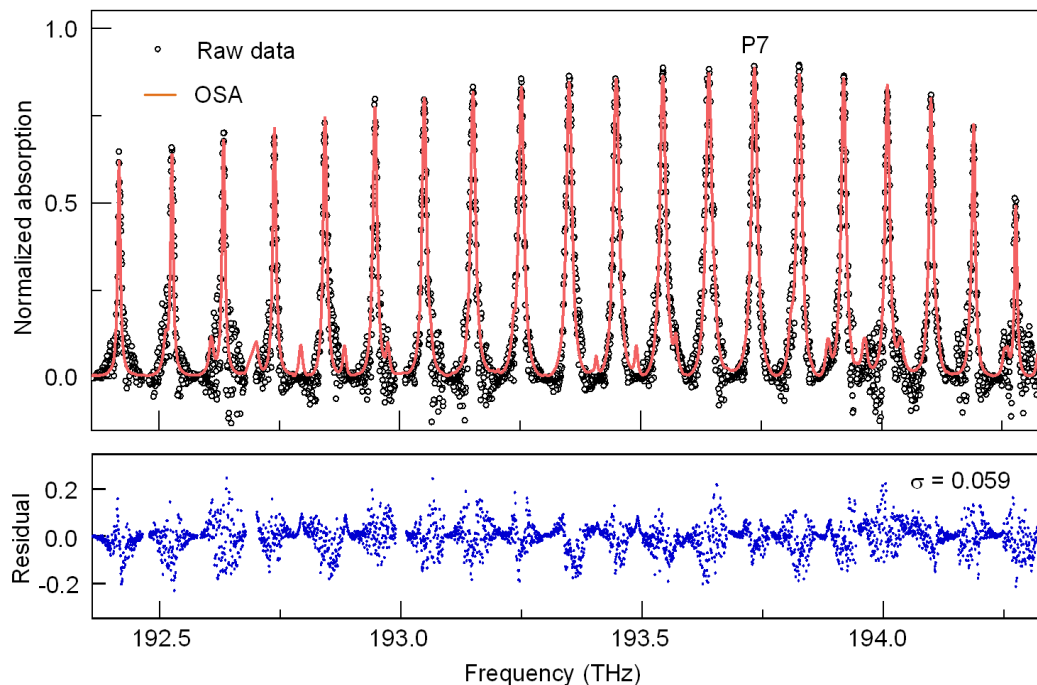 1.0
Raw data
P7
OSA
Normalized absorption
0.5
0.0
0.2
σ = 0.059
Residual
0.0
-0.2
192.5
193.0
193.5
194.0
Frequency (THz)